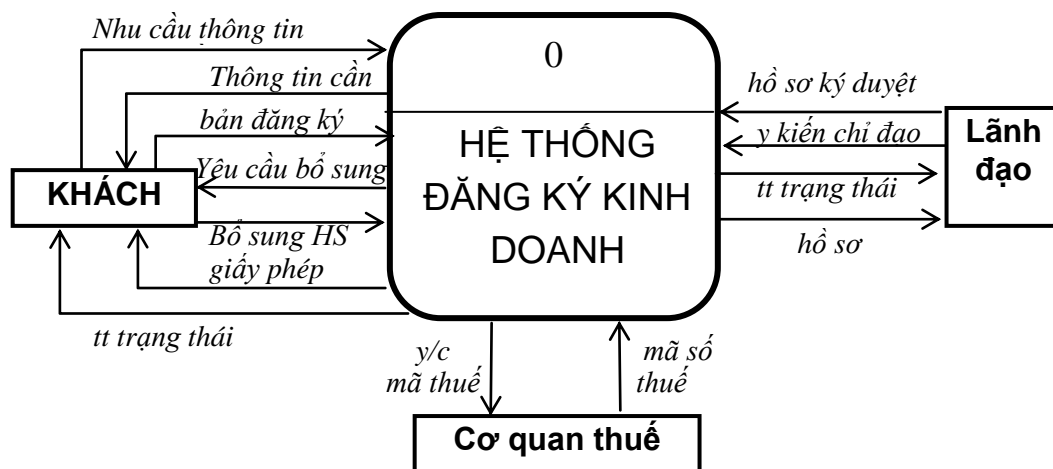 Nhu cầu thông tin
Thông tin cần
bản đăng ký
Yêu cầu bổ sung
KHÁCH
Bổ sung HS
giấy phép
tt trạng thái
0
HỆ THỐNG
ĐĂNG KÝ KINH
DOANH
hồ sơ ký duyệt
y kiến chỉ đao
tt trạng thái
hồ sơ
Lãnh
đạo
y/c
mã thuế
mã số
thuế
Cơ quan thuế